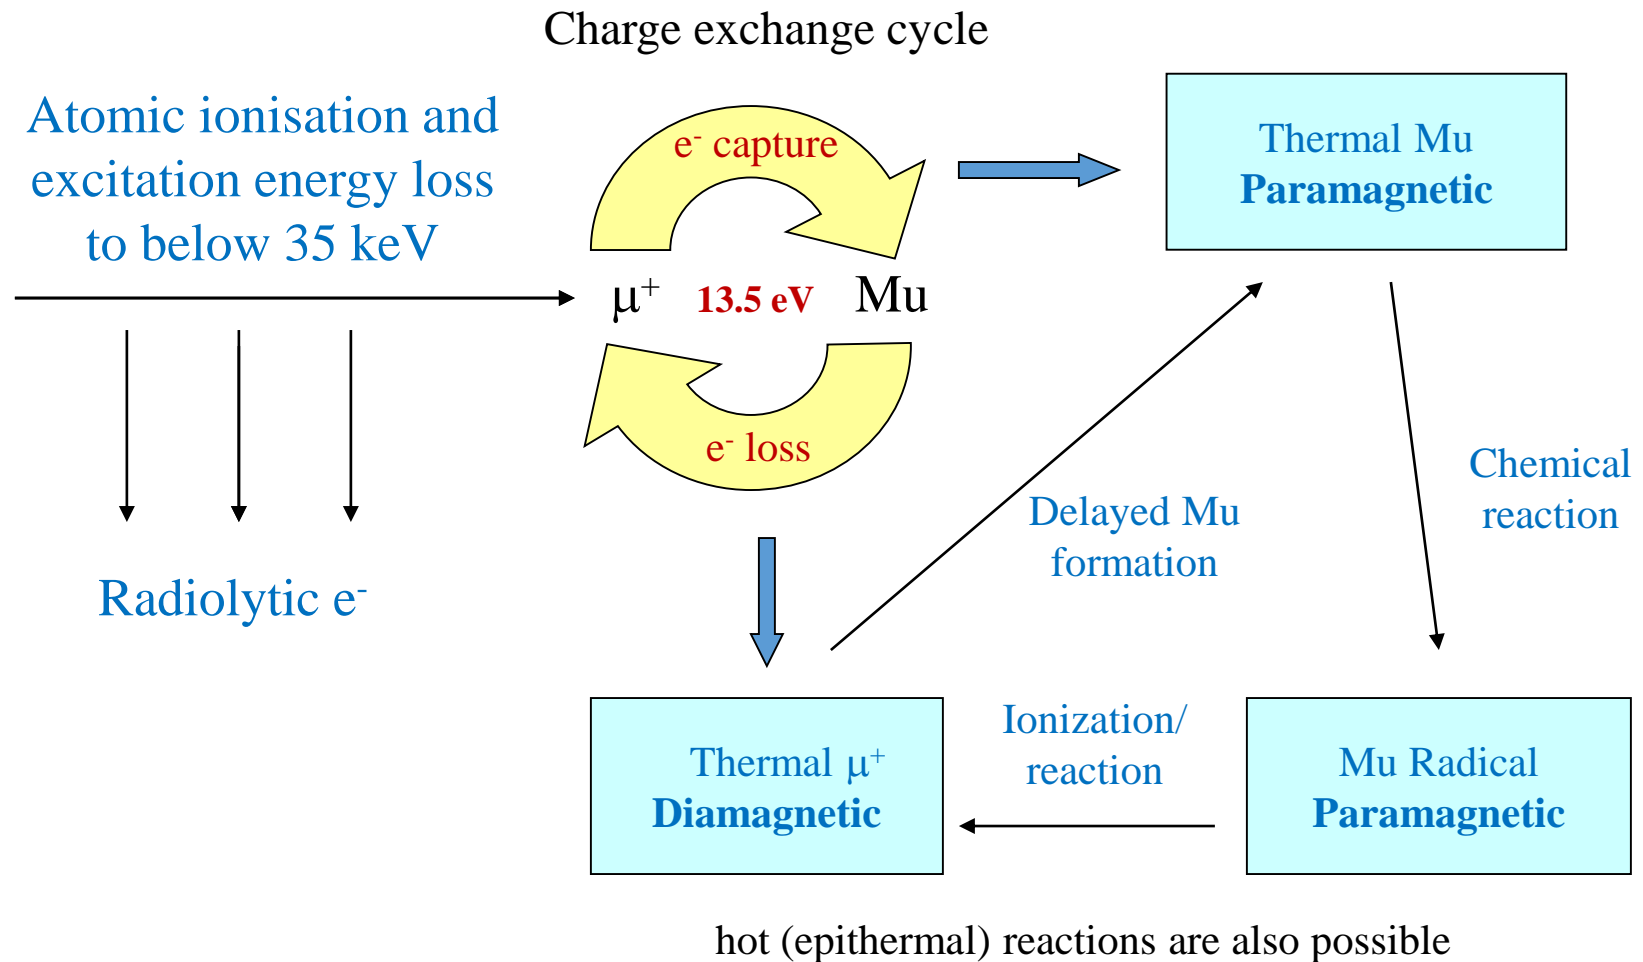 Charge exchange cycle
Atomic ionisation and
excitation energy loss
to below 35 keV
e⁻ capture
Thermal Mu
Paramagnetic
μ⁺ 13.5 eV Mu
e⁻ loss
Radiolytic e⁻
Delayed Mu
formation
Chemical
reaction
Thermal μ⁺
Diamagnetic
Ionization/
reaction
Mu Radical
Paramagnetic
hot (epithermal) reactions are also possible